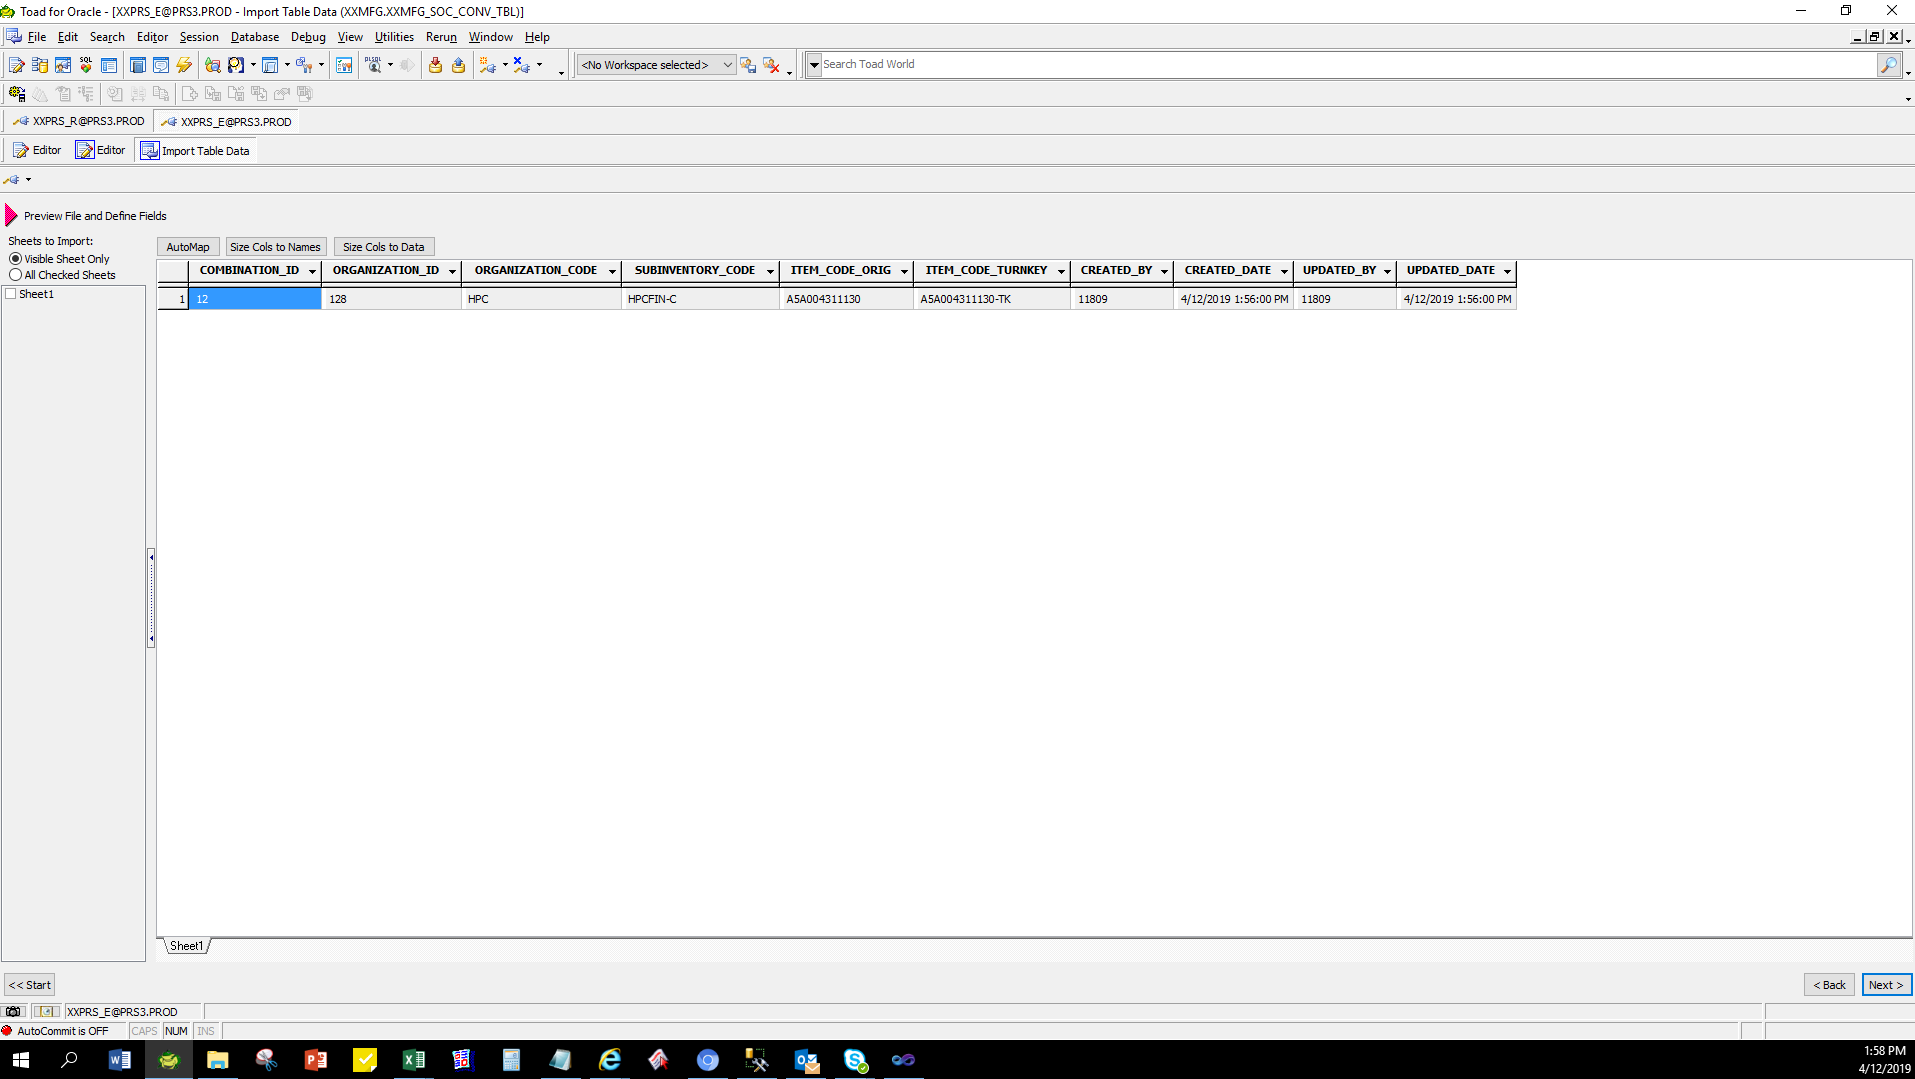 Toad for Oracle - [XXPRS_E@PRS3.PROD - Import Table Data (XXMFG.XXMFG_SOC_CONV_TBL)]
File Edit Search Editor Session Database Debug View Utilities Rerun Window Help
SQL PLSQL <No Workspace selected> Search Toad World
XXPRS_R@PRS3.PROD XXPRS_E@PRS3.PROD
Editor Editor Import Table Data
Preview File and Define Fields
Sheets to Import:
AutoMap Size Cols to Names Size Cols to Data
Visible Sheet Only
All Checked Sheets
Sheet1
COMBINATION_ID ORGANIZATION_ID ORGANIZATION_CODE SUBINVENTORY_CODE ITEM_CODE_ORIG ITEM_CODE_TURNKEY CREATED_BY CREATED_DATE UPDATED_BY UPDATED_DATE
1 12 128 HPC HPCFIN-C A5A004311130 A5A004311130-TK 11809 4/12/2019 1:56:00 PM 11809 4/12/2019 1:56:00 PM
Sheet1
<< Start < Back Next >
XXPRS_E@PRS3.PROD
AutoCommit is OFF CAPS NUM INS
1:58 PM
4/12/2019